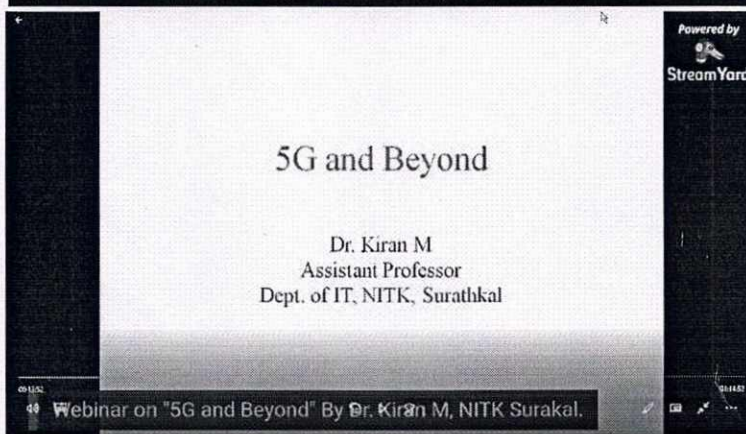 Powered by
StreamYard
5G and Beyond
Dr. Kiran M
Assistant Professor
Dept. of IT, NITK, Surathkal
Webinar on "5G and Beyond" By Dr. Kiran M, NITK Surakal.